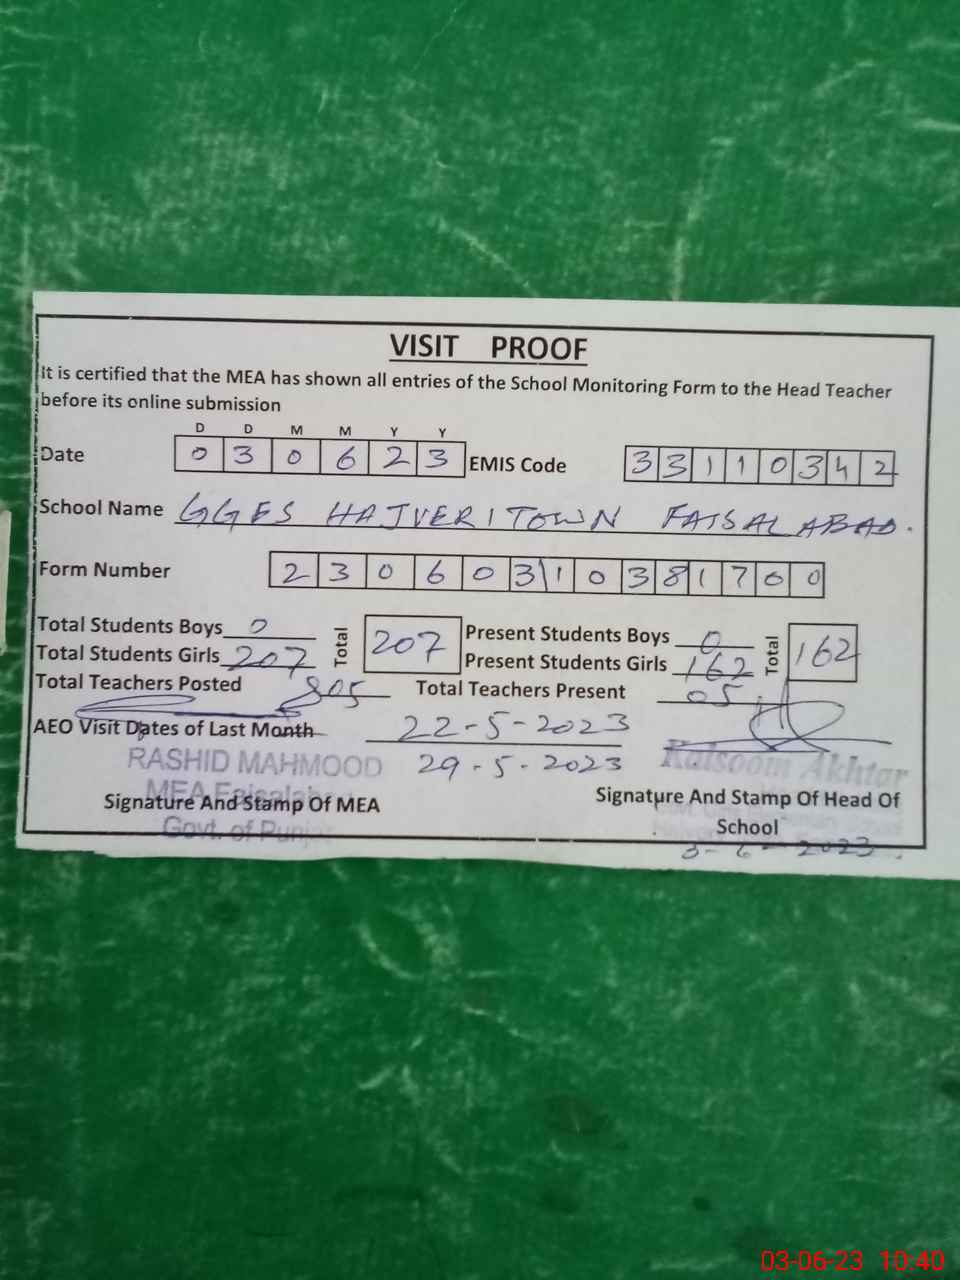 VISIT PROOF
It is certified that the MEA has shown all entries of the School Monitoring Form to the Head Teacher
before its online submission
D D M M Y Y
Date 0 3 0 6 2 3 EMIS Code 3 3 1 1 0 3 4 2
School Name GGES HAJVERI TOWN FAISALABAD.
Form Number 2 3 0 6 0 3 1 0 3 8 1 7 0 0
Total Students Boys 0 Total 207 Present Students Boys 0 Total 162
Total Students Girls 207 Present Students Girls 162
Total Teachers Posted 05 Total Teachers Present 05
AEO Visit Dates of Last Month 22-5-2023
29-5-2023
RASHID MAHMOOD Kalsoom Akhtar
MEA Faisalabad
Signature And Stamp Of MEA Signature And Stamp Of Head Of
School
Govt. of Punjab
3-6-2023
03-06-23 10:40